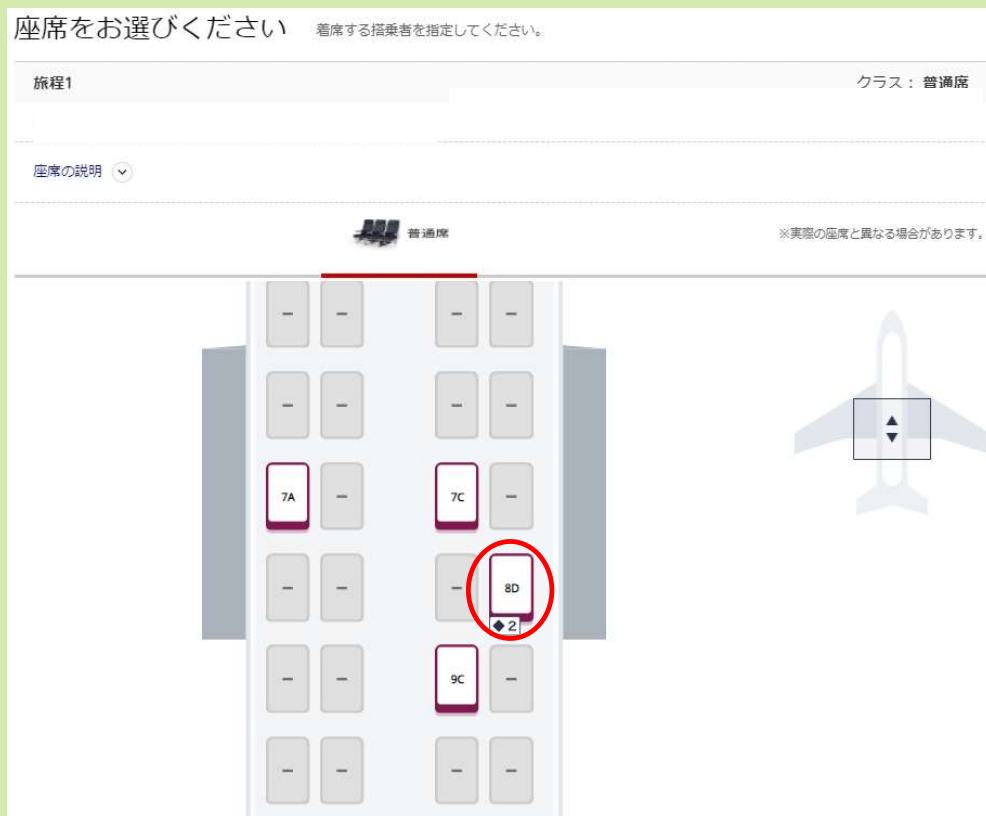 座席をお選びください 着席する搭乗者を指定してください。
旅程1 クラス : 普通席
座席の説明
普通席 ※実際の座席と異なる場合があります。
– – – –
– – – –
7A – 7C –
– – – 8D
◆2
– – 9C –
– – – –